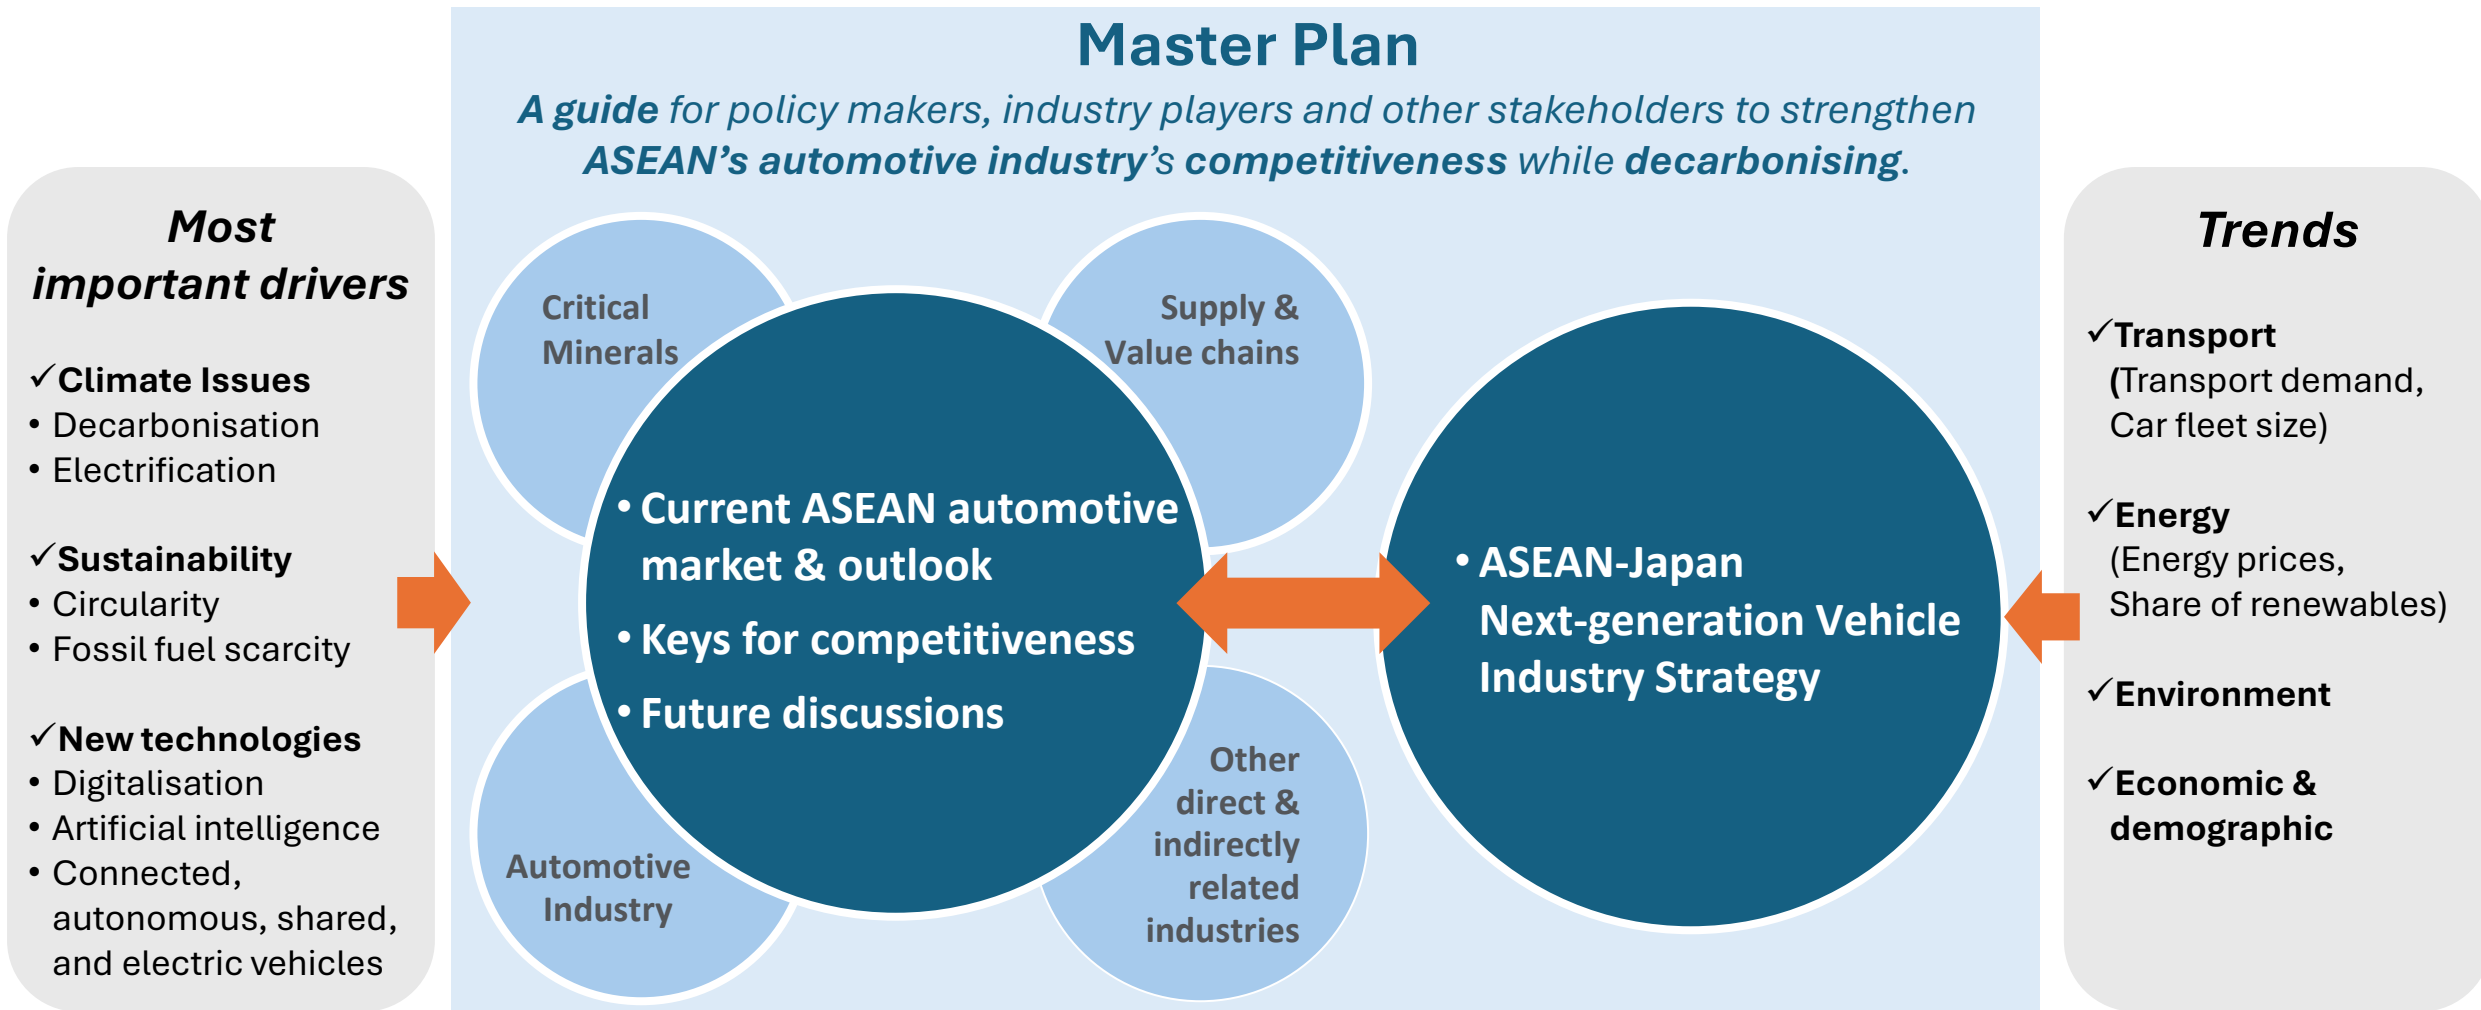 Master Plan
A guide for policy makers, industry players and other stakeholders to strengthen
ASEAN’s automotive industry’s competitiveness while decarbonising.
Most
important drivers
✓Climate Issues
• Decarbonisation
• Electrification
✓Sustainability
• Circularity
• Fossil fuel scarcity
✓New technologies
• Digitalisation
• Artificial intelligence
• Connected,
autonomous, shared,
and electric vehicles
Critical
Minerals
Supply &
Value chains
• Current ASEAN automotive
market & outlook
• Keys for competitiveness
• Future discussions
Automotive
Industry
Other
direct &
indirectly
related
industries
• ASEAN-Japan
Next-generation Vehicle
Industry Strategy
Trends
✓Transport
(Transport demand,
Car fleet size)
✓Energy
(Energy prices,
Share of renewables)
✓Environment
✓Economic &
demographic